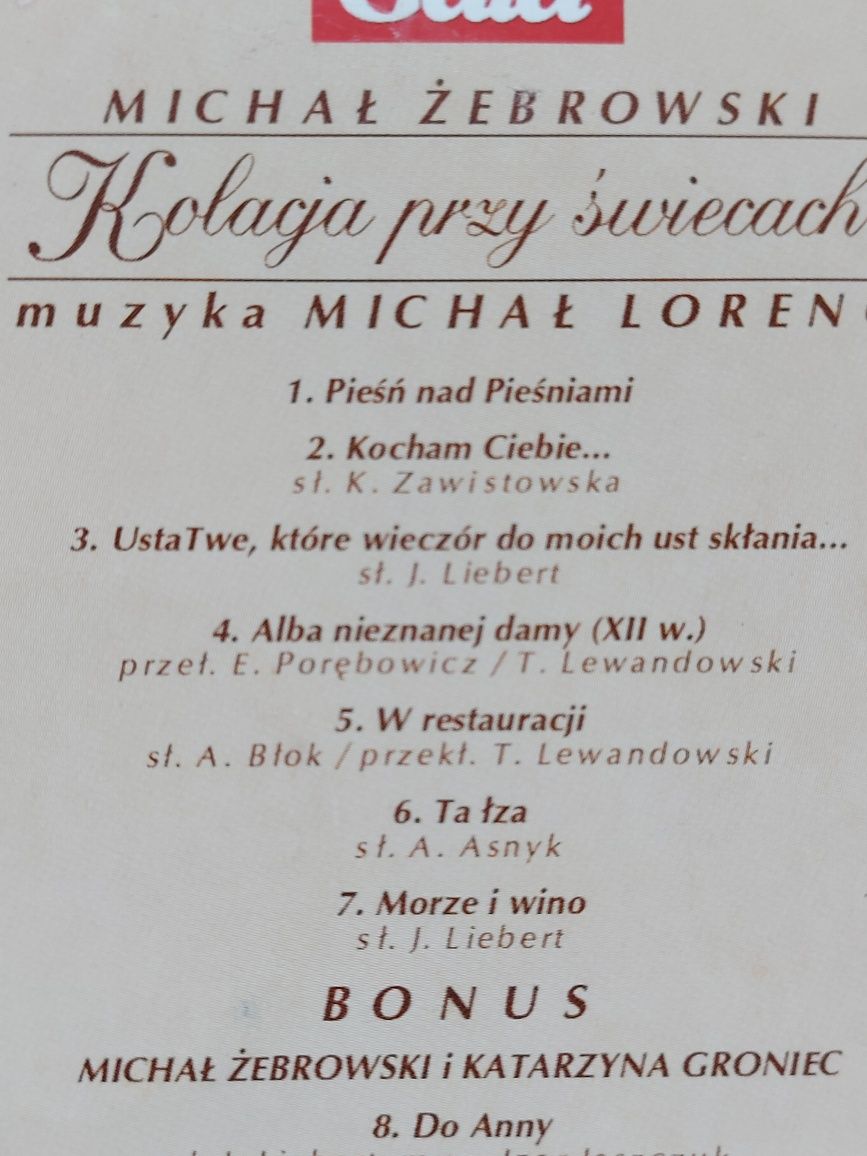 Gala
MICHAŁ ŻEBROWSKI
Kolacja przy świecach
muzyka MICHAŁ LOREN
1. Pieśń nad Pieśniami
2. Kocham Ciebie...
sł. K. Zawistowska
3. UstaTwe, które wieczór do moich ust skłania...
sł. J. Liebert
4. Alba nieznanej damy (XII w.)
przeł. E. Porębowicz / T. Lewandowski
5. W restauracji
sł. A. Błok / przekł. T. Lewandowski
6. Ta łza
sł. A. Asnyk
7. Morze i wino
sł. J. Liebert
BONUS
MICHAŁ ŻEBROWSKI i KATARZYNA GRONIEC
8. Do Anny